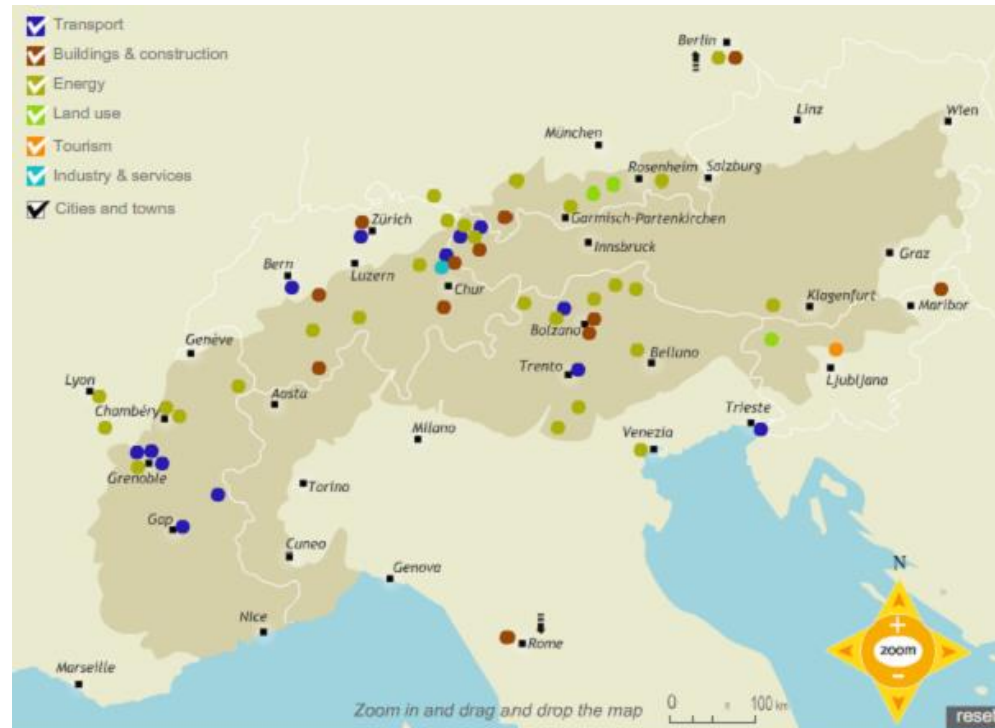 Transport
Buildings & construction
Energy
Land use
Tourism
Industry & services
Cities and towns
Berlin
Linz
Wien
München
Rosenheim
Salzburg
Zürich
Garmisch-Partenkirchen
Innsbruck
Graz
Bern
Luzern
Chur
Klagenfurt
Maribor
Bolzano
Genève
Belluno
Trento
Ljubljana
Lyon
Aosta
Chambéry
Trieste
Milano
Venezia
Grenoble
Torino
Gap
Cuneo
Genova
N
Nice
Rome
zoom
Marseille
Zoom in and drag and drop the map
0
100 km
reset